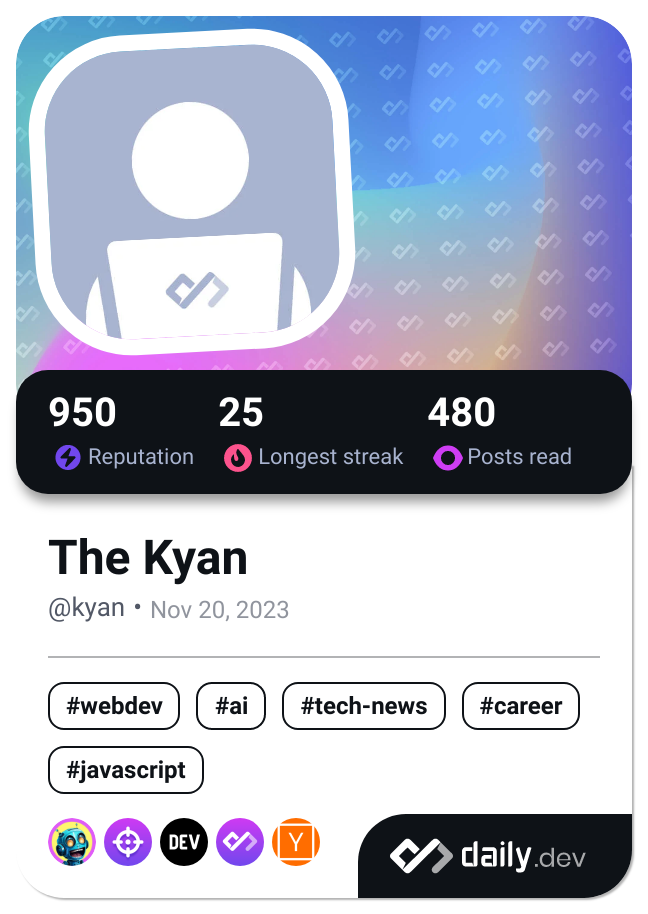 950 25 480
Reputation Longest streak Posts read
The Kyan
@kyan • Nov 20, 2023
#webdev #ai #tech-news #career
#javascript
DEV Y
daily.dev